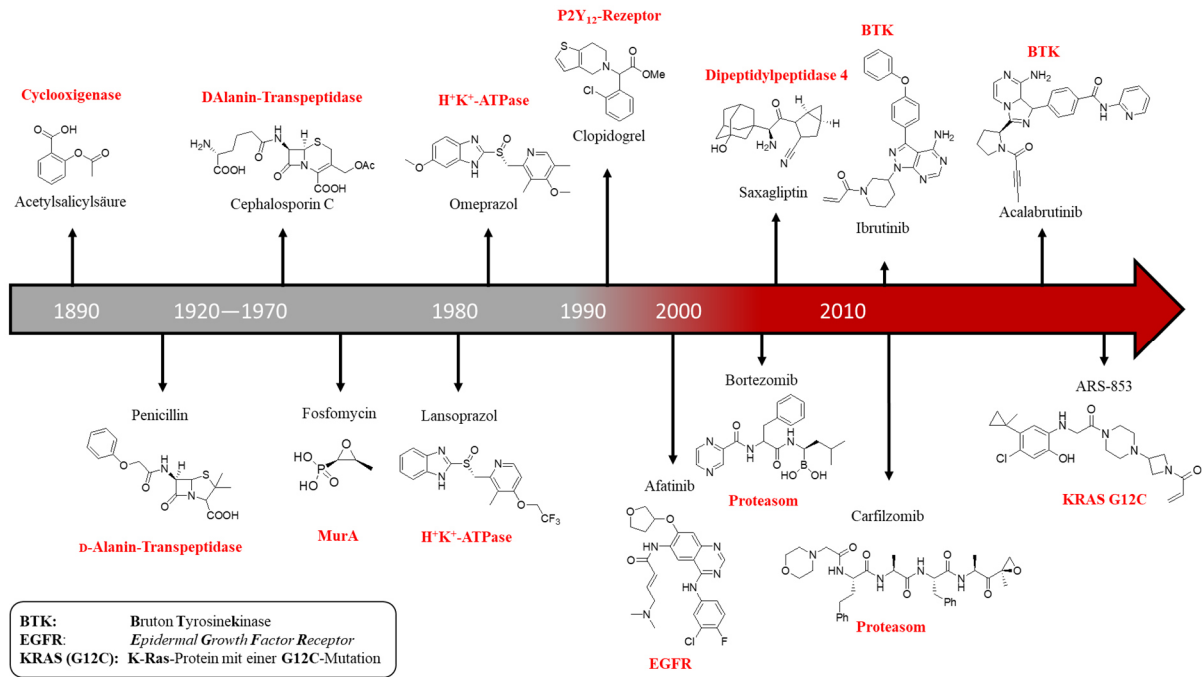 P2Y12-Rezeptor
BTK
BTK
Dipeptidylpeptidase 4
Cyclooxigenase
DAlanin-Transpeptidase
H+K+-ATPase
Clopidogrel
Saxagliptin
Ibrutinib
Acalabrutinib
Acetylsalicylsäure
Cephalosporin C
Omeprazol
1890
1920—1970
1980
1990
2000
2010
Penicillin
Fosfomycin
Lansoprazol
Bortezomib
ARS-853
Afatinib
Proteasom
KRAS G12C
Carfilzomib
D-Alanin-Transpeptidase
MurA
H+K+-ATPase
Proteasom
EGFR
BTK: Bruton Tyrosinekinase
EGFR: Epidermal Growth Factor Receptor
KRAS (G12C): K-Ras-Protein mit einer G12C-Mutation